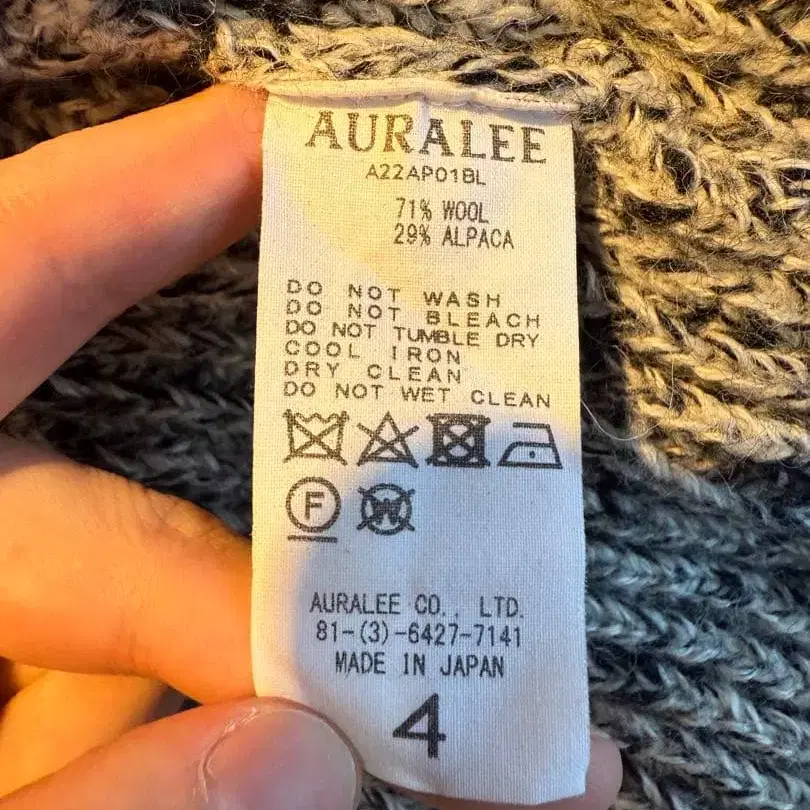 AURALEE
A22AP01BL
71% WOOL
29% ALPACA
DO NOT WASH
DO NOT BLEACH
DO NOT TUMBLE DRY
COOL IRON
DRY CLEAN
DO NOT WET CLEAN
F W
AURALEE CO., LTD.
81-(3)-6427-7141
MADE IN JAPAN
4